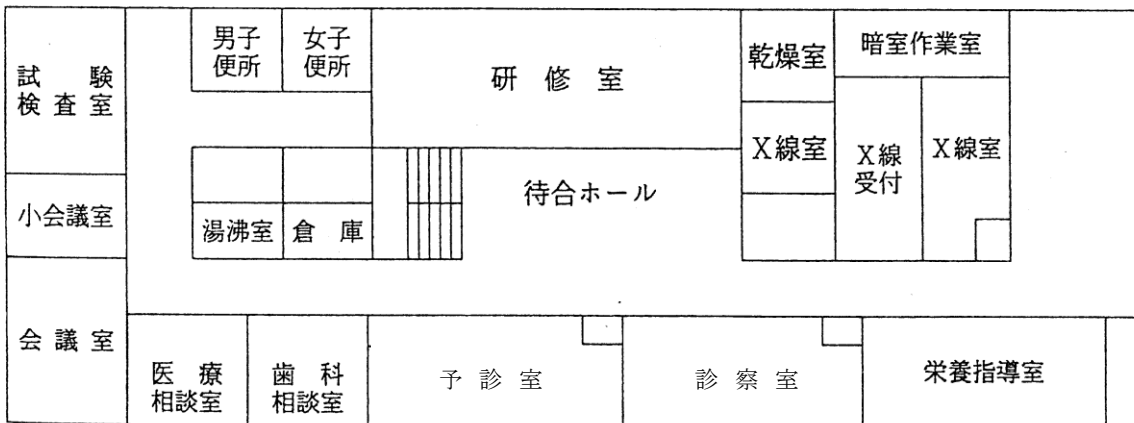 試験
検査室
小会議室
会議室
男子
便所
女子
便所
研修室
乾燥室
暗室作業室
X線室
X線
受付
X線室
待合ホール
湯沸室
倉庫
医療
相談室
歯科
相談室
予診室
診察室
栄養指導室